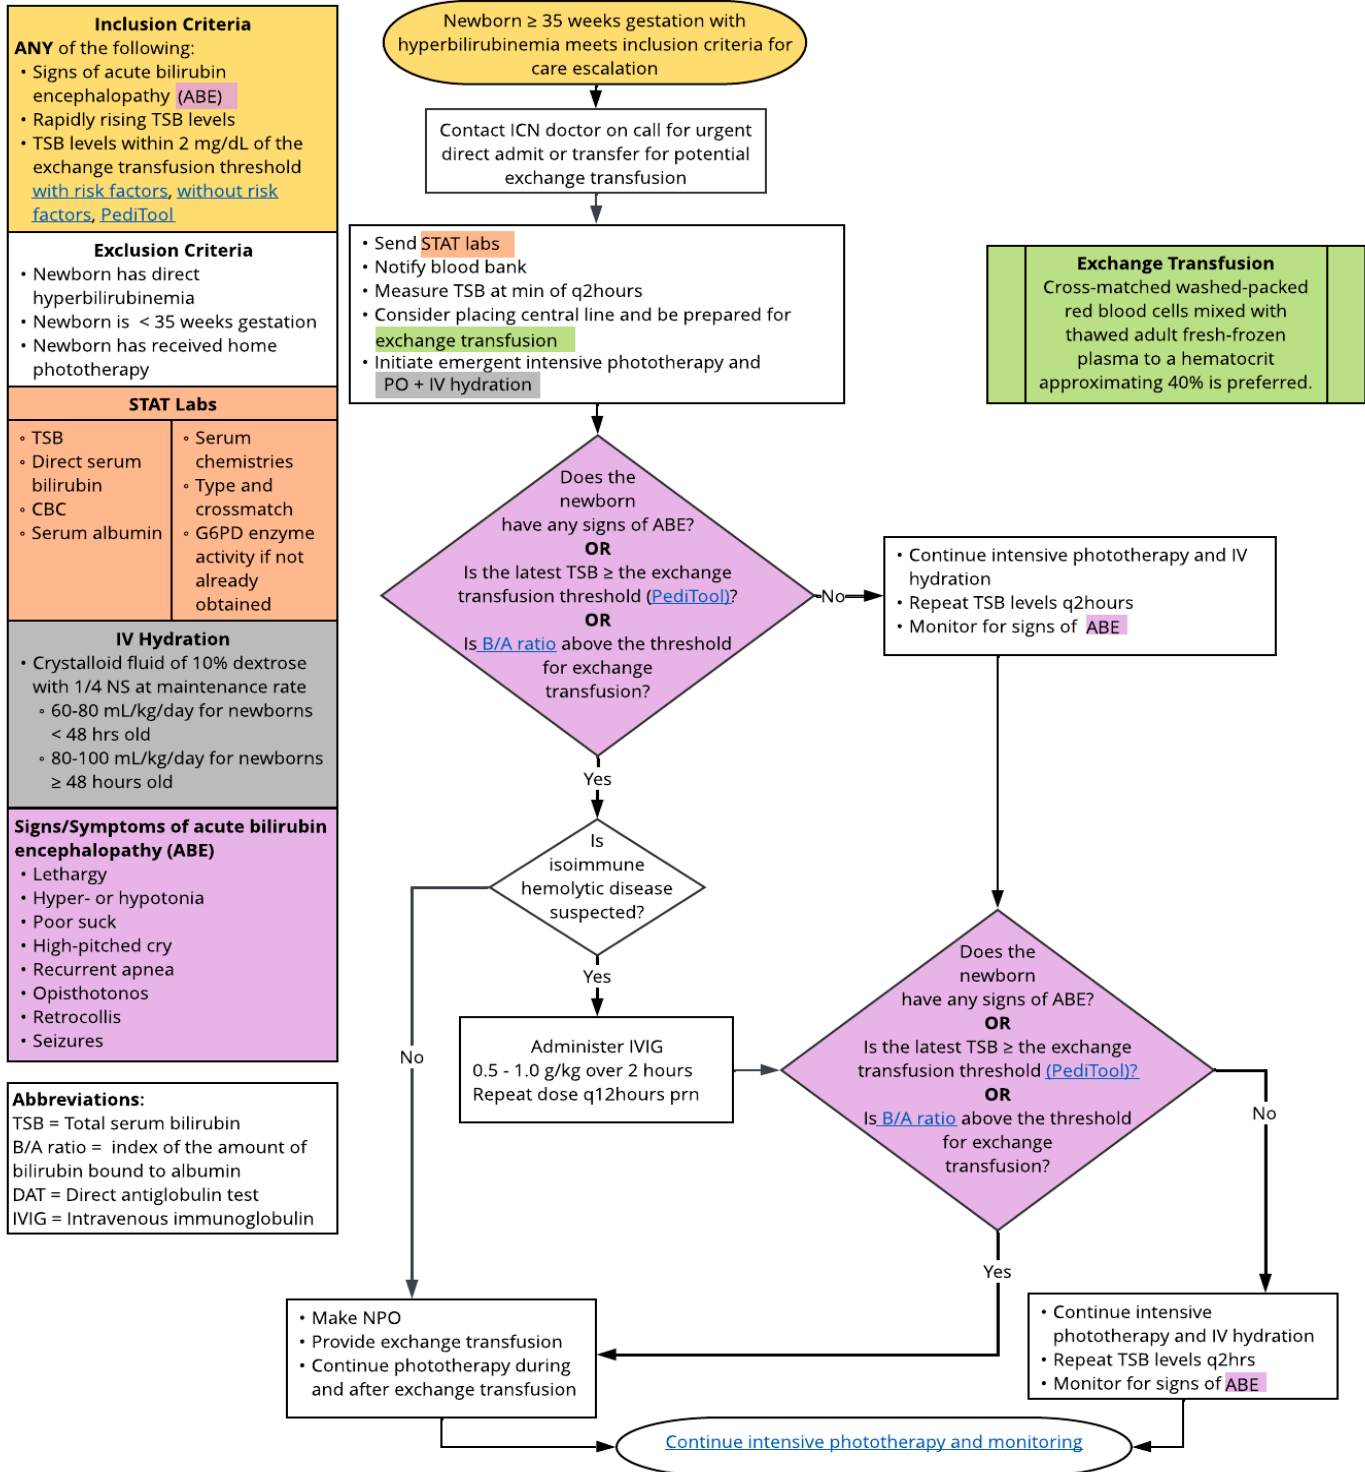 Inclusion Criteria
ANY of the following:
• Signs of acute bilirubin
encephalopathy (ABE)
• Rapidly rising TSB levels
• TSB levels within 2 mg/dL of the
exchange transfusion threshold
with risk factors, without risk
factors, PediTool
Exclusion Criteria
• Newborn has direct
hyperbilirubinemia
• Newborn is < 35 weeks gestation
• Newborn has received home
phototherapy
STAT Labs
◦ TSB
◦ Direct serum
bilirubin
◦ CBC
◦ Serum albumin
◦ Serum
chemistries
◦ Type and
crossmatch
◦ G6PD enzyme
activity if not
already
obtained
IV Hydration
• Crystalloid fluid of 10% dextrose
with 1/4 NS at maintenance rate
◦ 60-80 mL/kg/day for newborns
< 48 hrs old
◦ 80-100 mL/kg/day for newborns
≥ 48 hours old
Signs/Symptoms of acute bilirubin
encephalopathy (ABE)
• Lethargy
• Hyper- or hypotonia
• Poor suck
• High-pitched cry
• Recurrent apnea
• Opisthotonos
• Retrocollis
• Seizures
Abbreviations:
TSB = Total serum bilirubin
B/A ratio = index of the amount of
bilirubin bound to albumin
DAT = Direct antiglobulin test
IVIG = Intravenous immunoglobulin
Newborn ≥ 35 weeks gestation with
hyperbilirubinemia meets inclusion criteria for
care escalation
Contact ICN doctor on call for urgent
direct admit or transfer for potential
exchange transfusion
• Send STAT labs
• Notify blood bank
• Measure TSB at min of q2hours
• Consider placing central line and be prepared for
exchange transfusion
• Initiate emergent intensive phototherapy and
PO + IV hydration
Exchange Transfusion
Cross-matched washed-packed
red blood cells mixed with
thawed adult fresh-frozen
plasma to a hematocrit
approximating 40% is preferred.
Does the
newborn
have any signs of ABE?
OR
Is the latest TSB ≥ the exchange
transfusion threshold (PediTool)?
OR
Is B/A ratio above the threshold
for exchange
transfusion?
No
• Continue intensive phototherapy and IV
hydration
• Repeat TSB levels q2hours
• Monitor for signs of ABE
Yes
Is
isoimmune
hemolytic disease
suspected?
Yes
No
Administer IVIG
0.5 - 1.0 g/kg over 2 hours
Repeat dose q12hours prn
Does the
newborn
have any signs of ABE?
OR
Is the latest TSB ≥ the exchange
transfusion threshold (PediTool)?
OR
Is B/A ratio above the threshold
for exchange
transfusion?
No
Yes
• Make NPO
• Provide exchange transfusion
• Continue phototherapy during
and after exchange transfusion
• Continue intensive
phototherapy and IV hydration
• Repeat TSB levels q2hrs
• Monitor for signs of ABE
Continue intensive phototherapy and monitoring